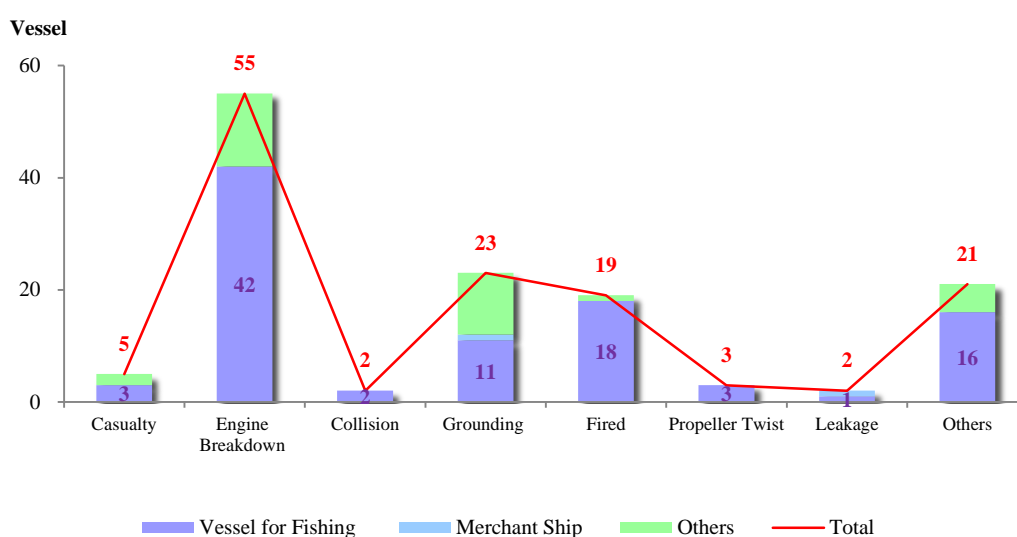 Vessel
60
40
20
0
5
3
55
42
2
2
23
11
19
18
3
3
2
1
21
16
Casualty
Engine
Breakdown
Collision
Grounding
Fired
Propeller Twist
Leakage
Others
Vessel for Fishing
Merchant Ship
Others
Total